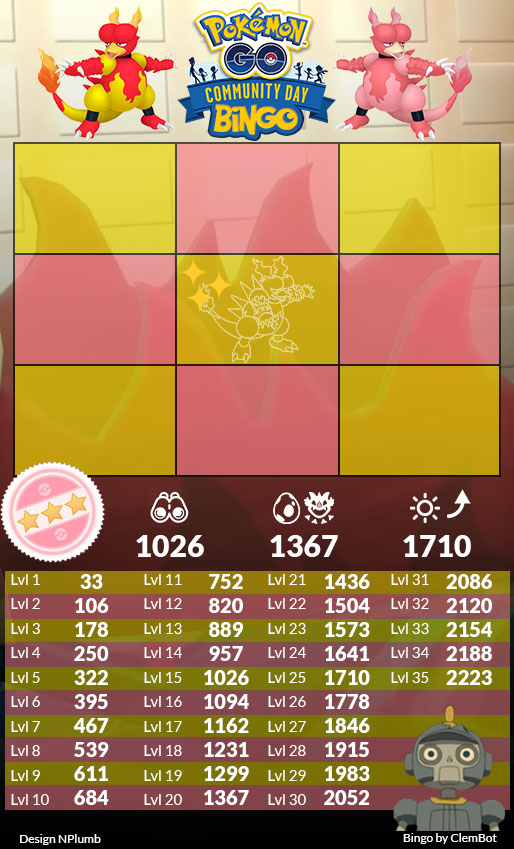 Pokémon
GO
COMMUNITY DAY
BINGO
1026 1367 1710
Lvl 1 33 Lvl 11 752 Lvl 21 1436 Lvl 31 2086
Lvl 2 106 Lvl 12 820 Lvl 22 1504 Lvl 32 2120
Lvl 3 178 Lvl 13 889 Lvl 23 1573 Lvl 33 2154
Lvl 4 250 Lvl 14 957 Lvl 24 1641 Lvl 34 2188
Lvl 5 322 Lvl 15 1026 Lvl 25 1710 Lvl 35 2223
Lvl 6 395 Lvl 16 1094 Lvl 26 1778
Lvl 7 467 Lvl 17 1162 Lvl 27 1846
Lvl 8 539 Lvl 18 1231 Lvl 28 1915
Lvl 9 611 Lvl 19 1299 Lvl 29 1983
Lvl 10 684 Lvl 20 1367 Lvl 30 2052
Design NPlumb Bingo by ClemBot